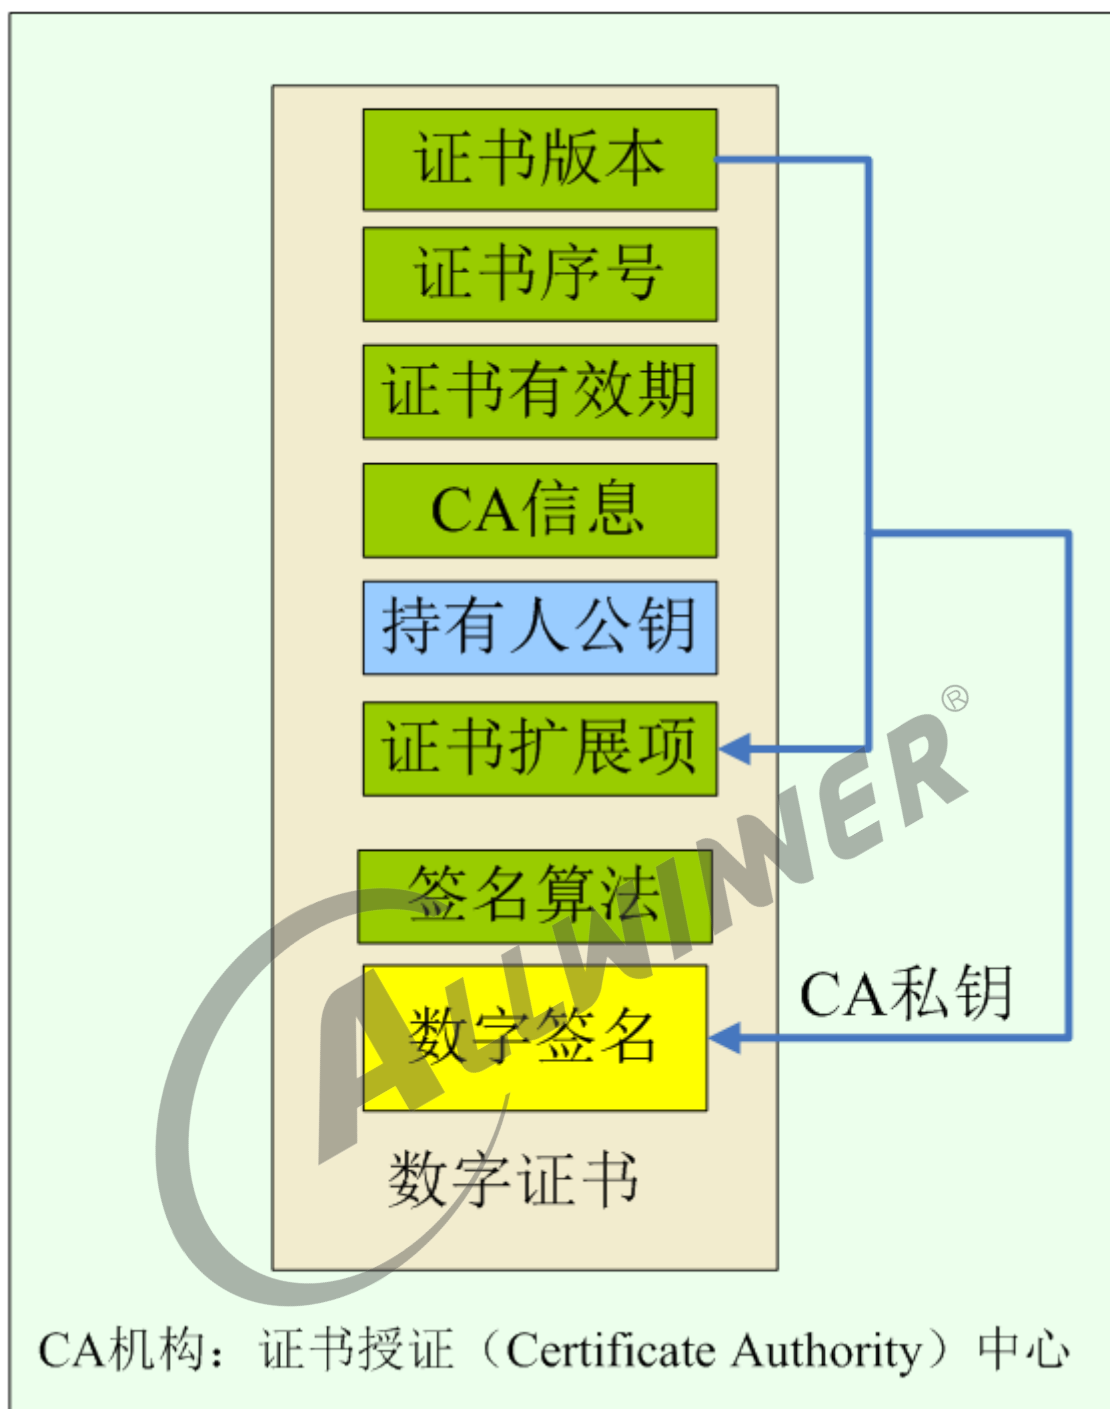 证书版本
证书序号
证书有效期
CA信息
持有人公钥
证书扩展项
签名算法
数字签名
CA私钥
数字证书
ALLWINNER®
CA机构：证书授证（Certificate Authority）中心